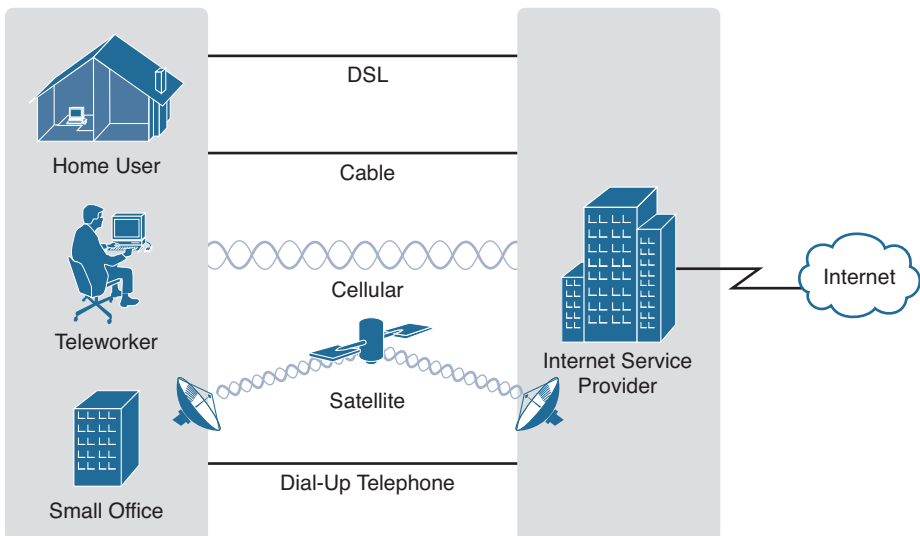 DSL
Home User
Cable
Cellular
Internet
Teleworker
Internet Service
Provider
Satellite
Dial-Up Telephone
Small Office